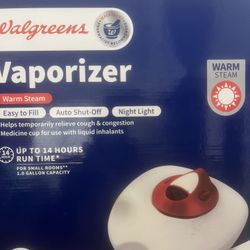 Walgreens
Vaporizer
WARM
STEAM
Warm Steam
Easy to Fill
Auto Shut-Off
Night Light
Helps temporarily relieve cough & congestion
Medicine cup for use with liquid inhalants
UP TO 14 HOURS
RUN TIME*
FOR SMALL ROOMS**
1.0 GALLON CAPACITY